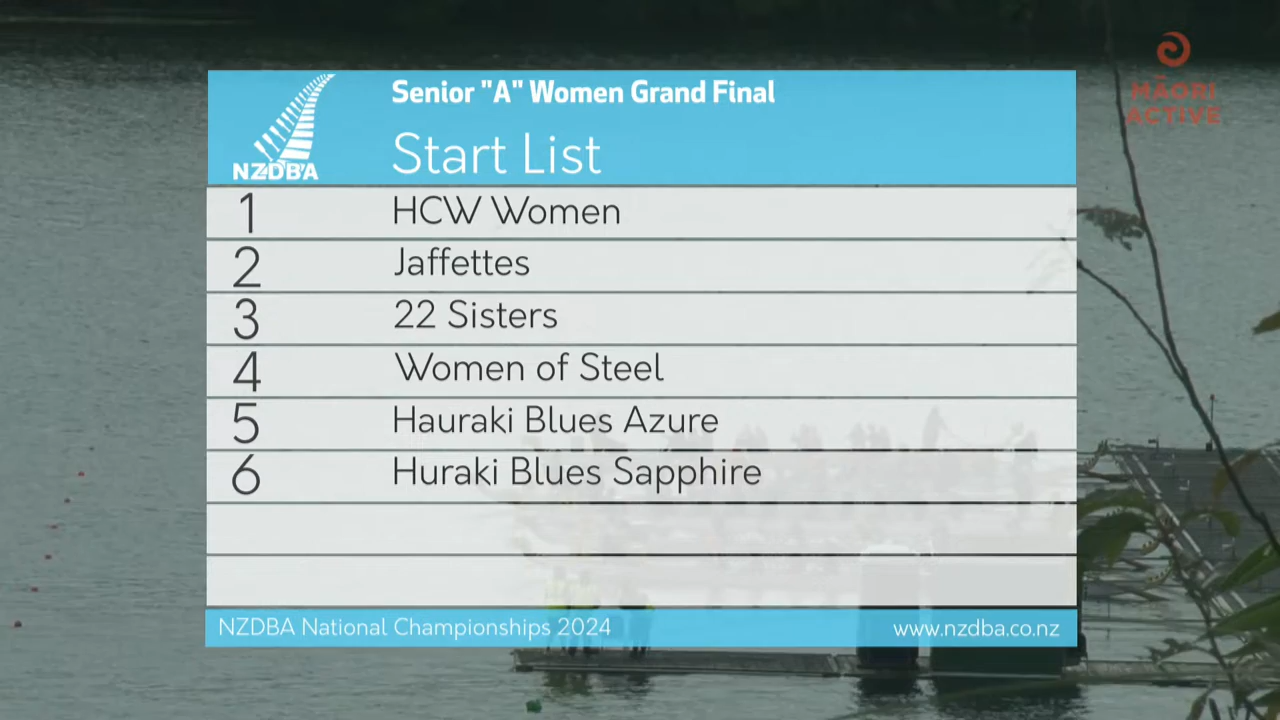 Senior "A" Women Grand Final
Start List
NZDBA
1 HCW Women
2 Jaffettes
3 22 Sisters
4 Women of Steel
5 Hauraki Blues Azure
6 Huraki Blues Sapphire
NZDBA National Championships 2024
www.nzdba.co.nz
MĀORI
ACTIVE